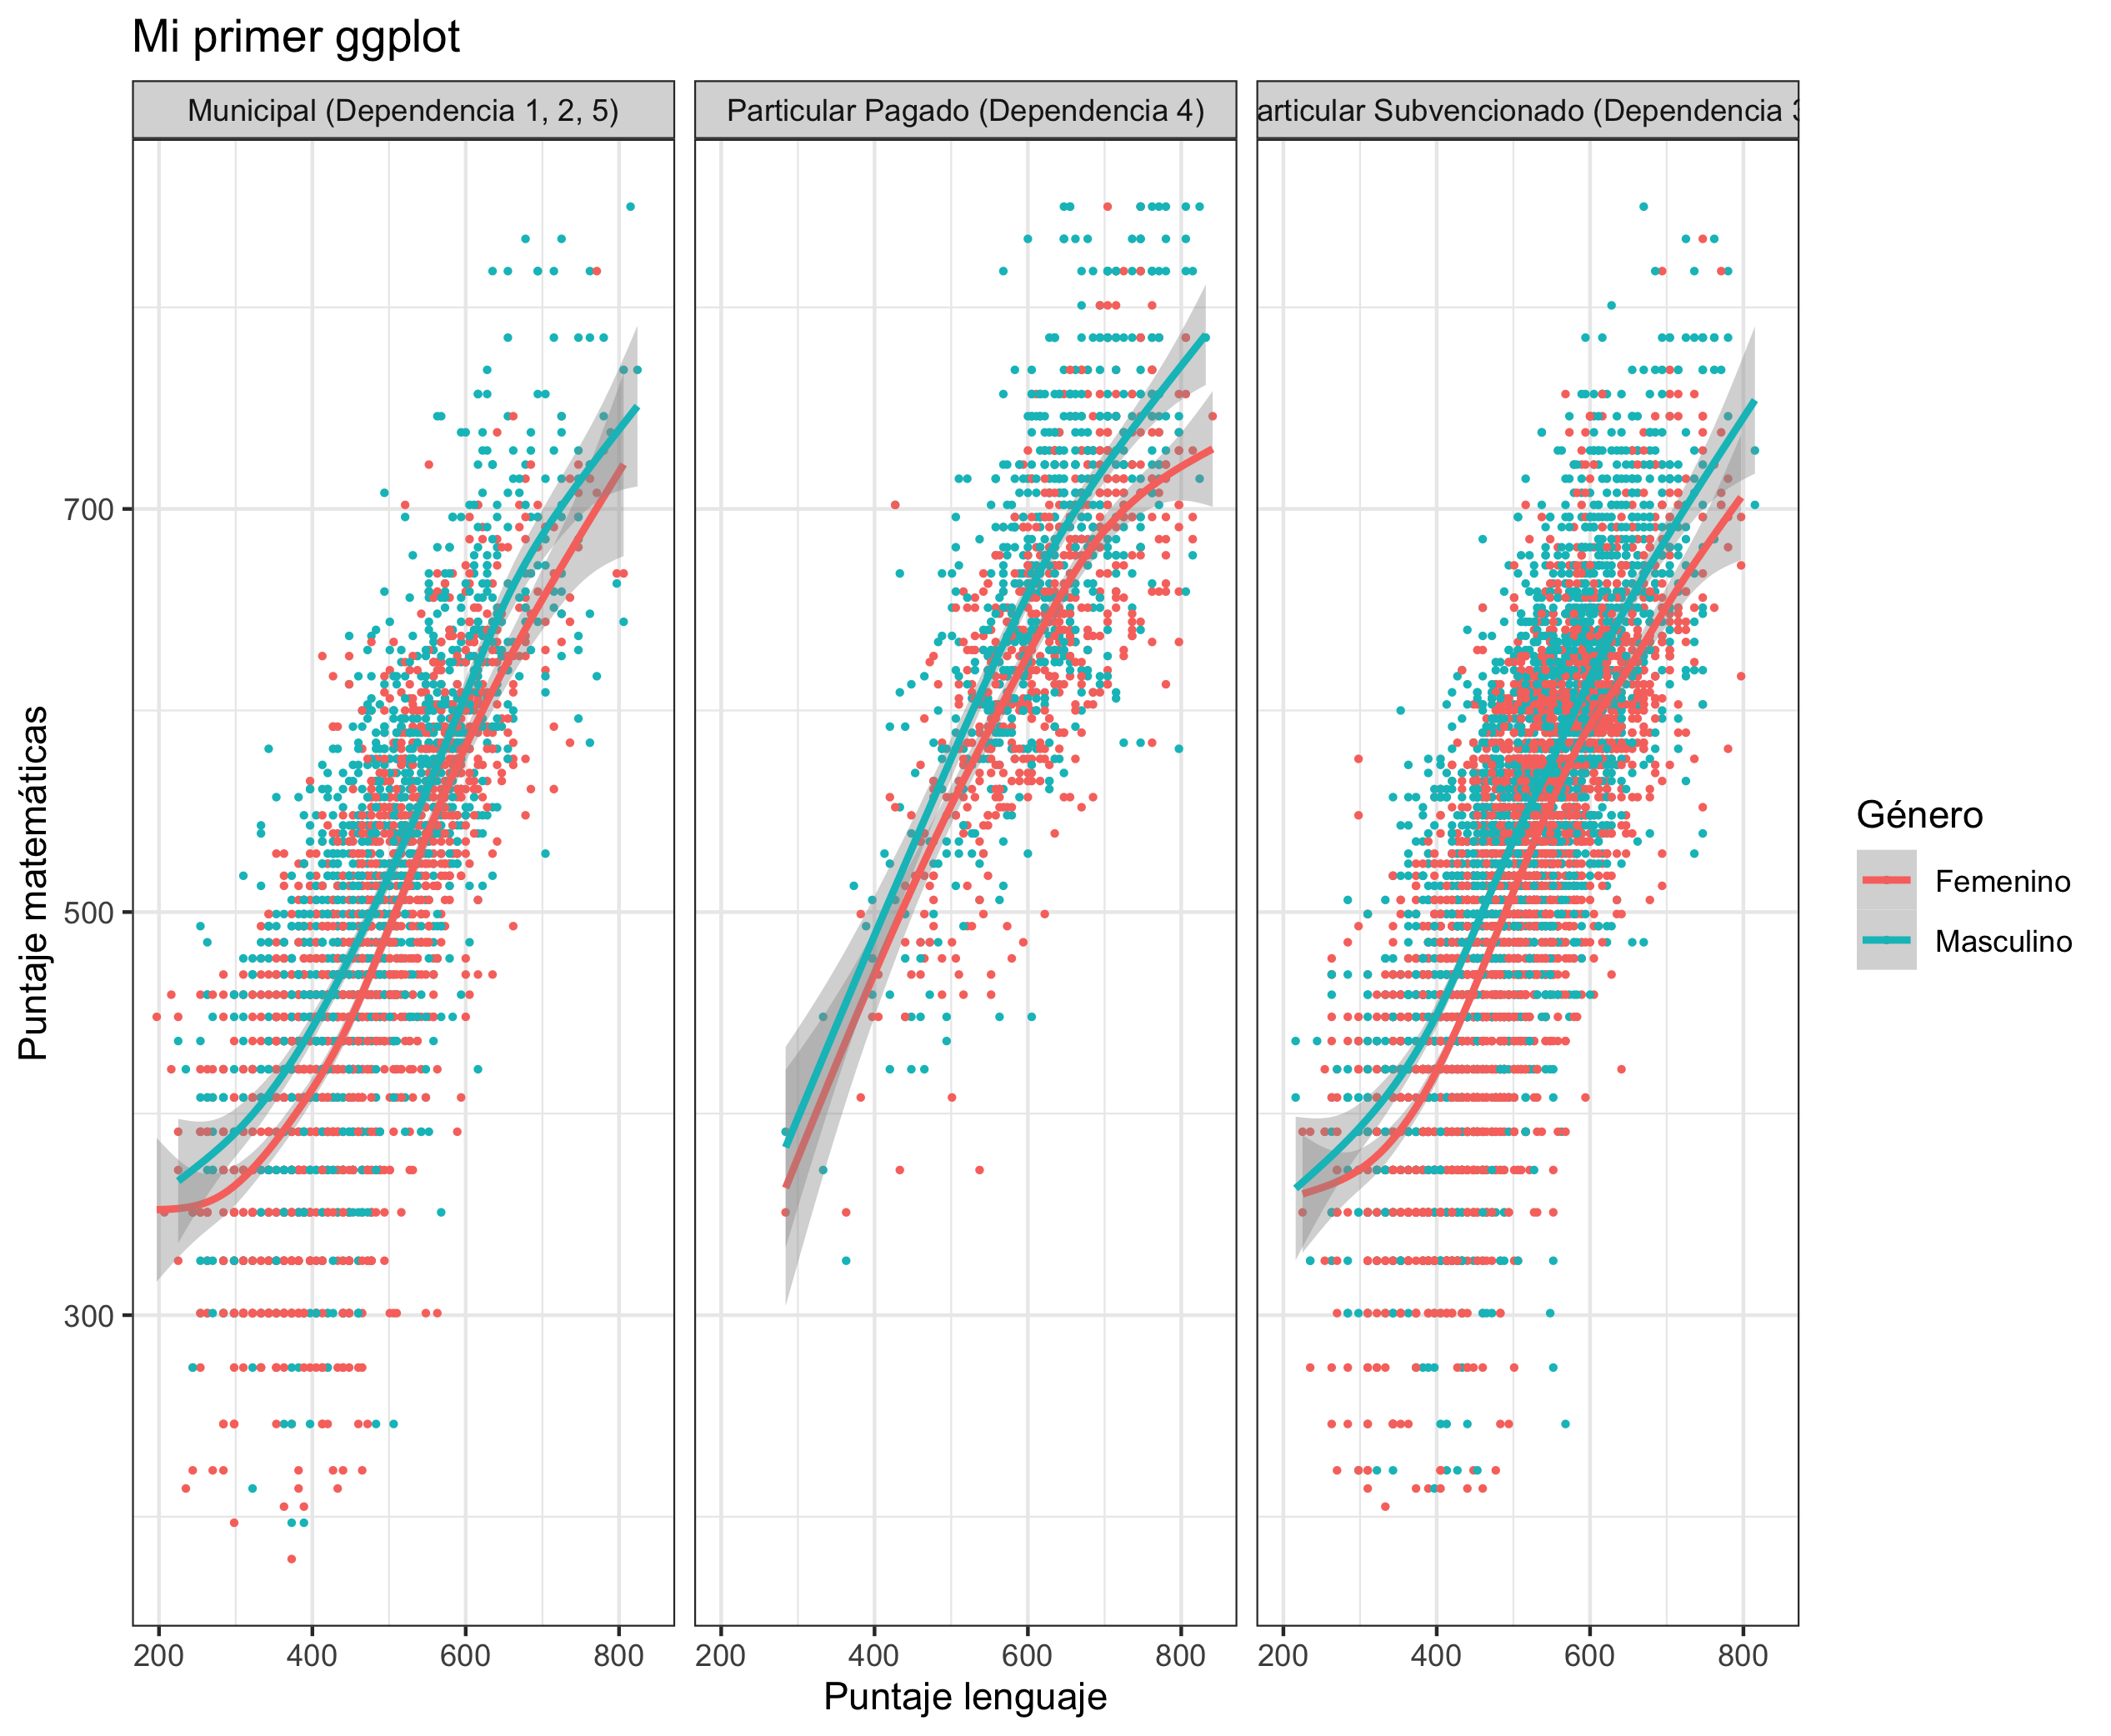 Mi primer ggplot
Municipal (Dependencia 1, 2, 5)
Particular Pagado (Dependencia 4)
articular Subvencionado (Dependencia 3
Puntaje matemáticas
700
500
300
200 400 600 800
200 400 600 800
200 400 600 800
Puntaje lenguaje
Género
Femenino
Masculino